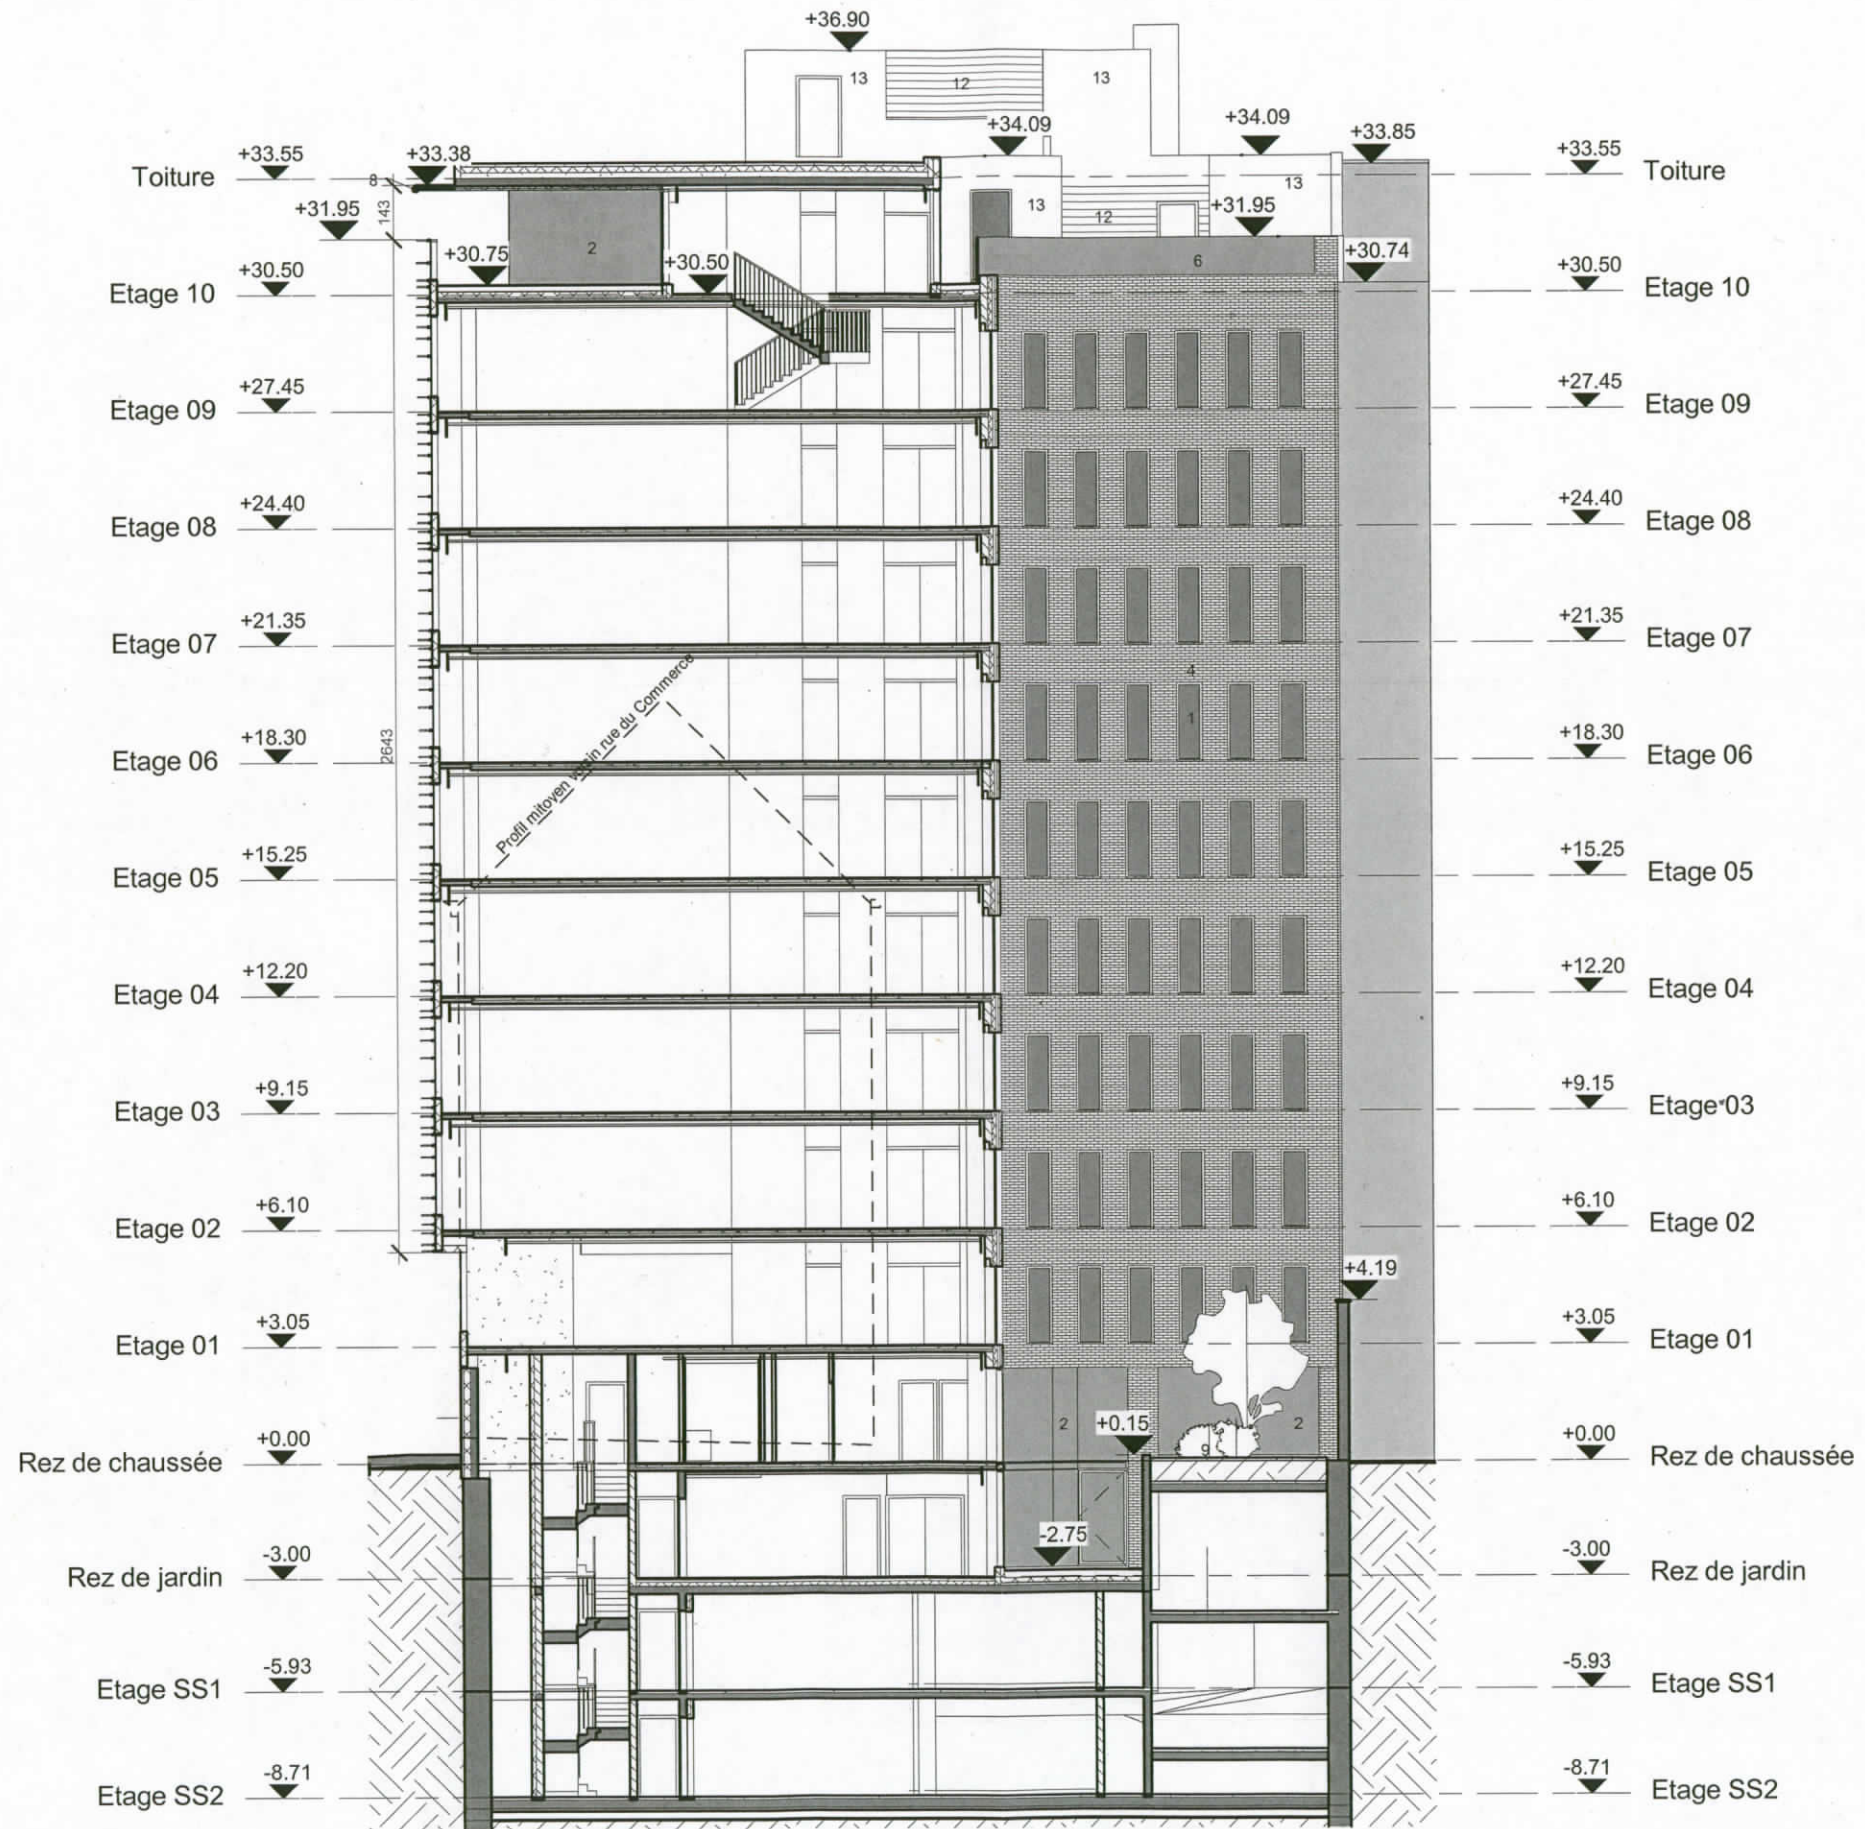 +36.90
13
12
13
+34.09
+34.09
+33.85
Toiture +33.55 +33.38 +33.55 Toiture
8
13
143
+31.95 13 12 +31.95
2
+30.75 +30.50 6 +30.74
Etage 10 +30.50 +30.50 Etage 10
Etage 09 +27.45 +27.45 Etage 09
Etage 08 +24.40 +24.40 Etage 08
Etage 07 +21.35 +21.35 Etage 07
4
Profil mitoyen voisin rue du Commerce
1
2643
Etage 06 +18.30 +18.30 Etage 06
Etage 05 +15.25 +15.25 Etage 05
Etage 04 +12.20 +12.20 Etage 04
Etage 03 +9.15 +9.15 Etage 03
Etage 02 +6.10 +6.10 Etage 02
+4.19
Etage 01 +3.05 +3.05 Etage 01
2 +0.15 2
9
Rez de chaussée +0.00 +0.00 Rez de chaussée
-2.75
Rez de jardin -3.00 -3.00 Rez de jardin
Etage SS1 -5.93 -5.93 Etage SS1
Etage SS2 -8.71 -8.71 Etage SS2